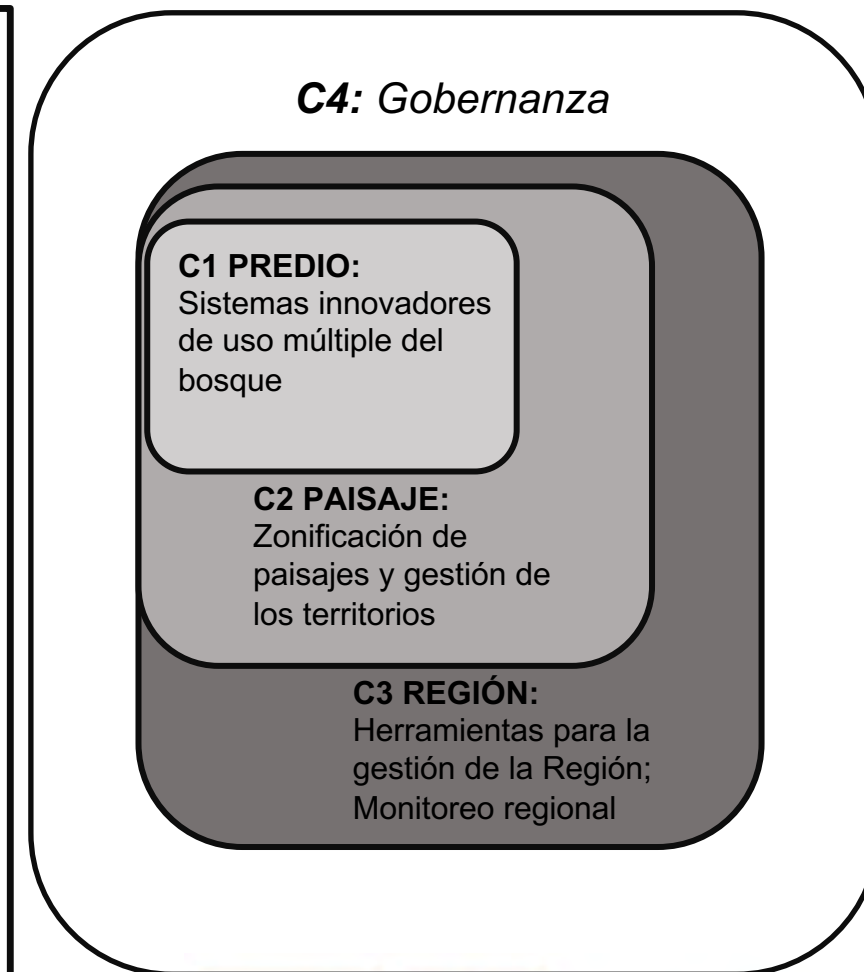 C4: Gobernanza
C1 PREDIO:
Sistemas innovadores
de uso múltiple del
bosque
C2 PAISAJE:
Zonificación de
paisajes y gestión de
los territorios
C3 REGIÓN:
Herramientas para la
gestión de la Región;
Monitoreo regional